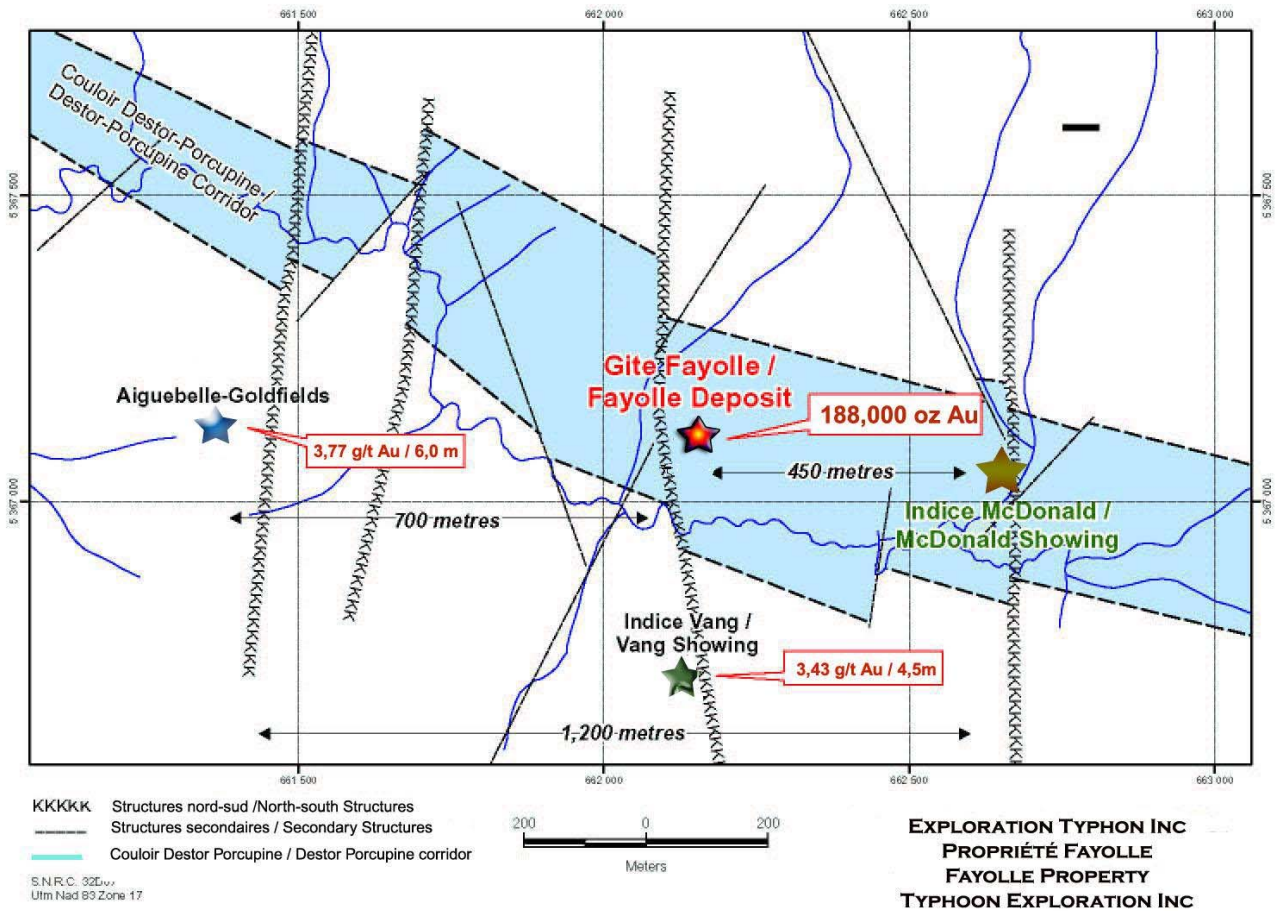 661 500
662 000
662 500
663 000
Couloir Destor-Porcupine /
Destor-Porcupine Corridor
5 367 500
5 367 500
Gite Fayolle /
Fayolle Deposit
188,000 oz Au
Aiguebelle-Goldfields
3,77 g/t Au / 6,0 m
450 metres
5 367 000
5 367 000
700 metres
Indice McDonald /
McDonald Showing
Indice Vang /
Vang Showing
3,43 g/t Au / 4,5m
1,200 metres
661 500
662 000
662 500
663 000
KKKKK Structures nord-sud /North-south Structures
Structures secondaires / Secondary Structures
Couloir Destor Porcupine / Destor Porcupine corridor
S.N.R.C.
Utm Nad 83 Zone 17
200 0 200
Meters
EXPLORATION TYPHON INC
PROPRIÉTÉ FAYOLLE
FAYOLLE PROPERTY
TYPHOON EXPLORATION INC